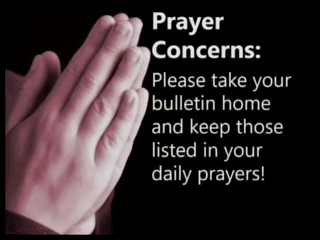 Prayer
Concerns:
Please take your
bulletin home
and keep those
listed in your
daily prayers!